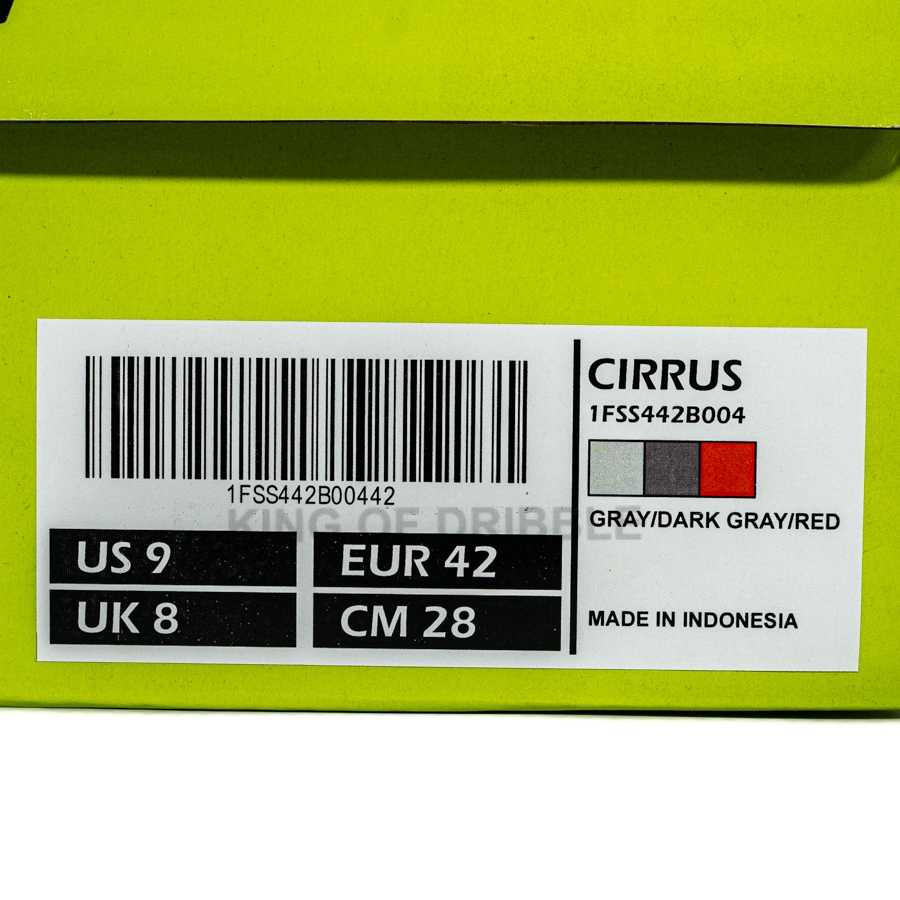 1FSS442B00442
KING OF DRIBBLE
US 9
EUR 42
UK 8
CM 28
CIRRUS
1FSS442B004
GRAY/DARK GRAY/RED
MADE IN INDONESIA